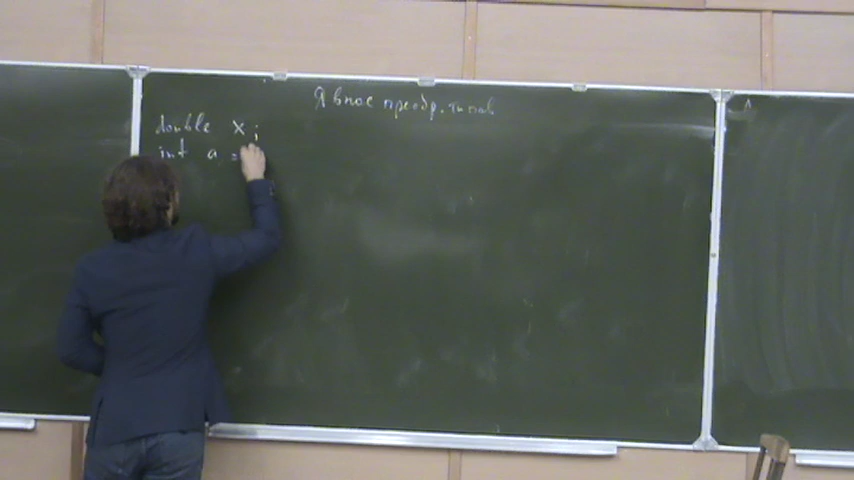 Явное преобр. типов
double x;
int a =